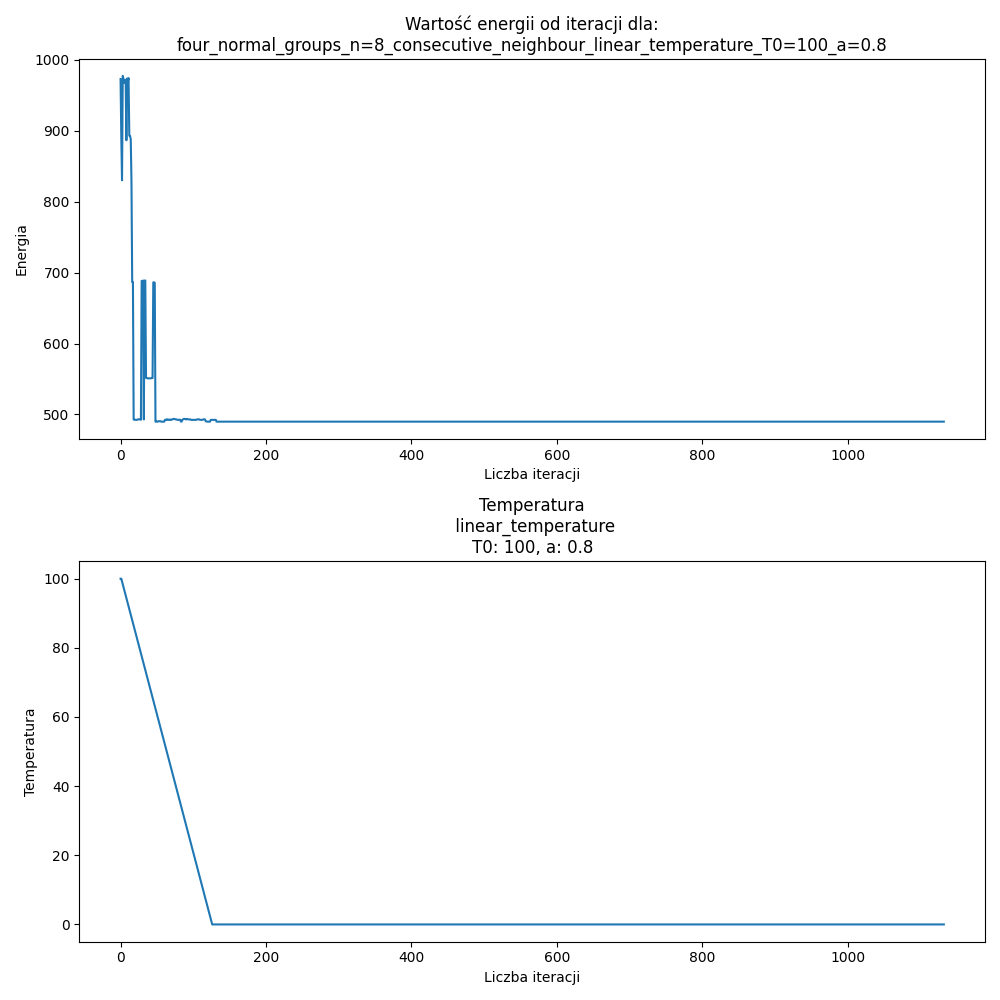 Wartość energii od iteracji dla:
four_normal_groups_n=8_consecutive_neighbour_linear_temperature_T0=100_a=0.8
1000
900
800
700
600
500
Energia
0 200 400 600 800 1000
Liczba iteracji
Temperatura
linear_temperature
T0: 100, a: 0.8
100
80
60
40
20
0
Temperatura
0 200 400 600 800 1000
Liczba iteracji